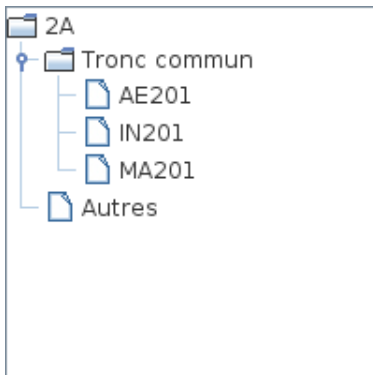 2A
Tronc commun
AE201
IN201
MA201
Autres